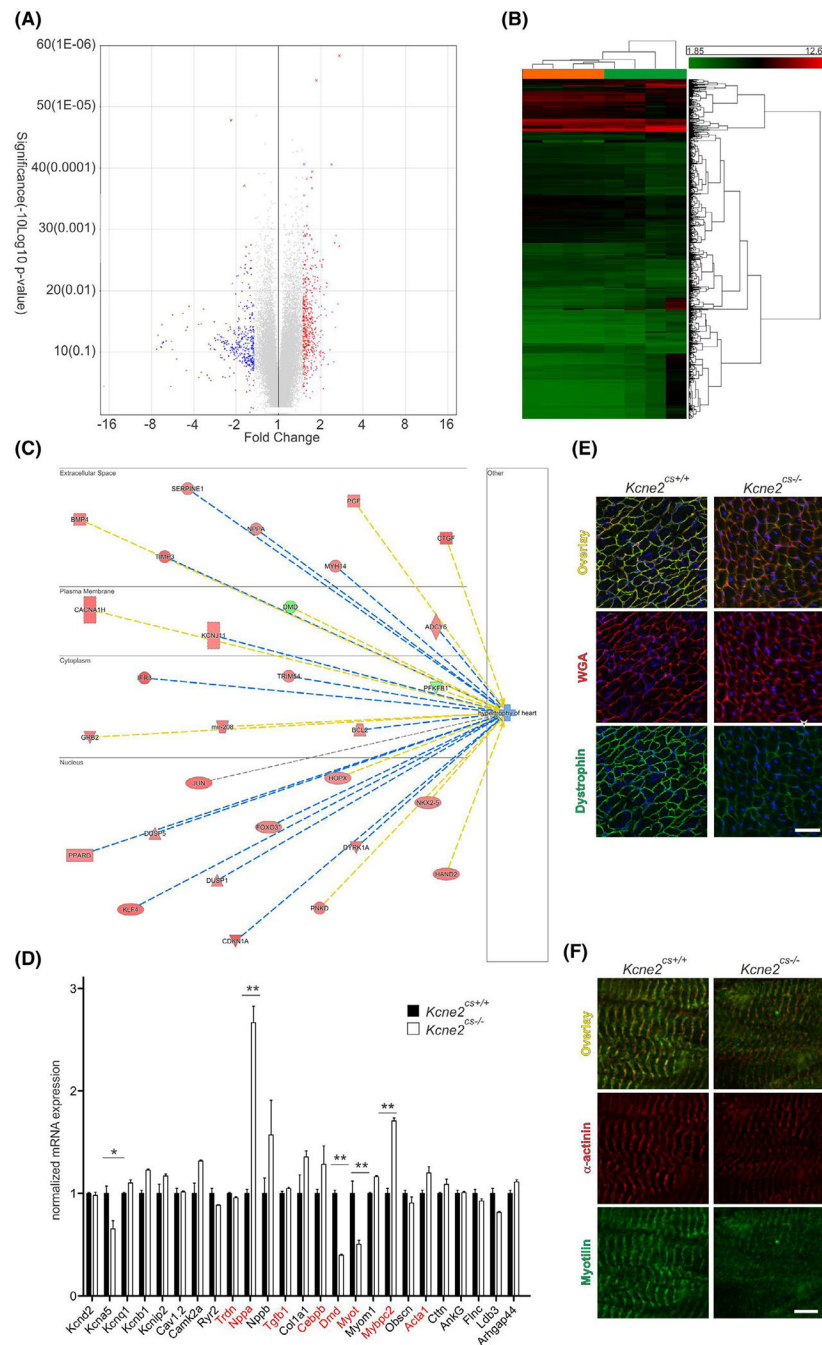 (A)
60(1E-06)
50(1E-05)
40(0.0001)
30(0.001)
20(0.01)
10(0.1)
Significance(-10Log10 p-value)
-16 -8 -4 -2 1 2 4 8 16
Fold Change
(B)
1.85 12.6
(C)
Extracellular Space
Other
SERPINE1
PGF
BMP4
NPPA
CTGF
TIMP3
MYH14
Plasma Membrane
CACNA1H
DMD
KCNJ11
ADCY6
Cytoplasm
TRIM54
PFKFB1
hypertrophy of heart
GRB2
mir-208
BCL2
Nucleus
JUN
HOPX
NKX2-5
DUSP5
FOXO3
PPARD
DYRK1A
DUSP1
HAND2
KLF4
PNKD
CDKN1A
(D)
normalized mRNA expression
3
2
1
0
* ** ** ** **
Kcne2cs+/+
Kcne2cs-/-
Kcnd2
Kcna5
Kcnq1
Kcnb1
Kcnip2
Cav1.2
Camk2a
Ryr2
Trdn
Nppa
Nppb
Tgfb1
Col1a1
Cebpb
Dmd
Myot
Myom1
Mybpc2
Obscn
Acta1
Cttn
AnkG
Flnc
Ldb3
Arhgap44
(E)
Kcne2cs+/+ Kcne2cs-/-
Overlay
WGA
Dystrophin
(F)
Kcne2cs+/+ Kcne2cs-/-
Overlay
α-actinin
Myotilin